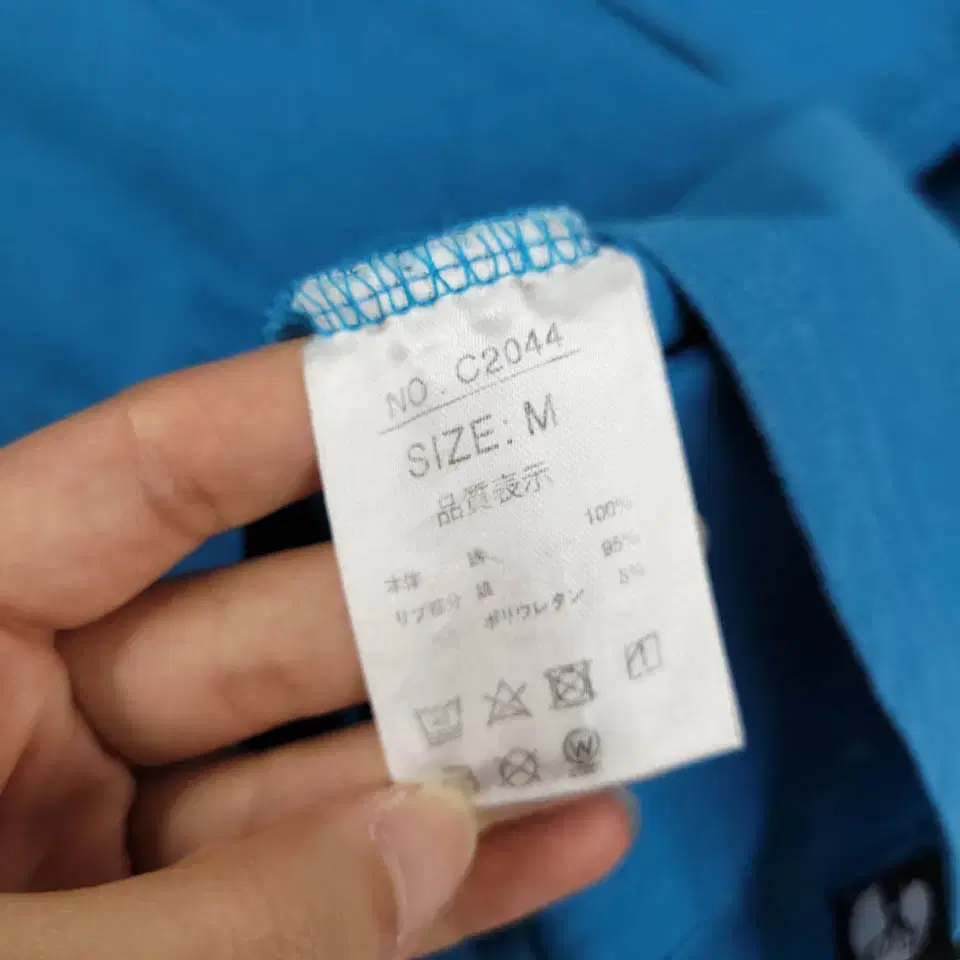 NO. C2044
SIZE: M
品質表示
本体 綿 100%
リブ部分 綿 95%
ポリウレタン 5%
W